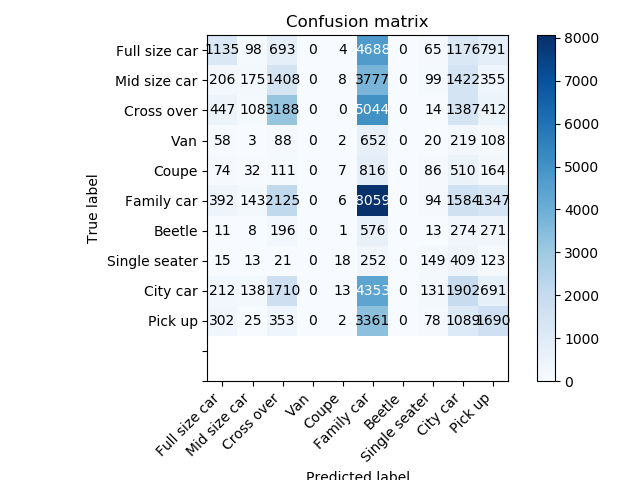 Confusion matrix
Full size car 1135 98 693 0 4 4688 0 65 1176 791
Mid size car 206 175 1408 0 8 3777 0 99 1422 355
Cross over 447 108 3188 0 0 5044 0 14 1387 412
Van 58 3 88 0 2 652 0 20 219 108
Coupe 74 32 111 0 7 816 0 86 510 164
Family car 392 143 2125 0 6 8059 0 94 1584 1347
Beetle 11 8 196 0 1 576 0 13 274 271
Single seater 15 13 21 0 18 252 0 149 409 123
City car 212 138 1710 0 13 4353 0 131 1902 691
Pick up 302 25 353 0 2 3361 0 78 1089 1690
True label
Full size car
Mid size car
Cross over
Van
Coupe
Family car
Beetle
Single seater
City car
Pick up
Predicted label
8000
7000
6000
5000
4000
3000
2000
1000
0